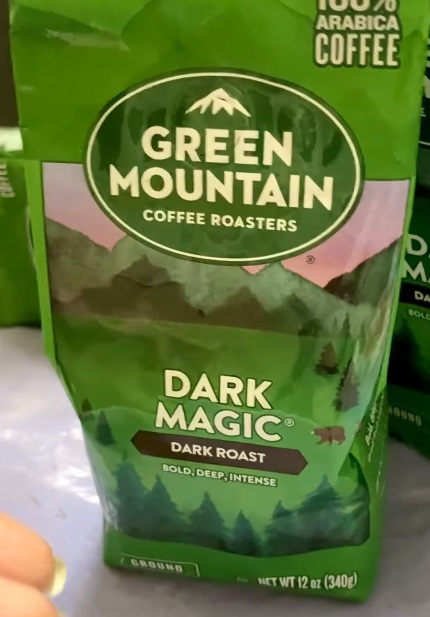 100%
ARABICA
COFFEE
GREEN
MOUNTAIN
COFFEE ROASTERS
®
DARK
MAGIC®
DARK ROAST
BOLD, DEEP, INTENSE
GROUND
NET WT 12 oz (340g)